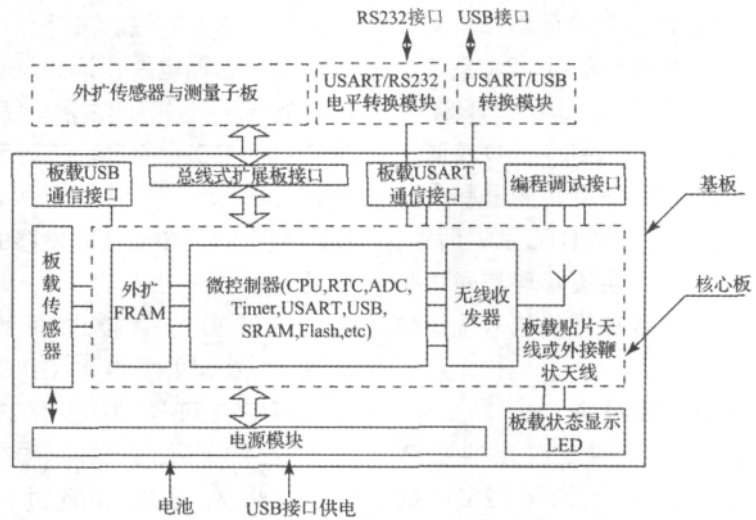 RS232接口 USB接口
外扩传感器与测量子板
USART/RS232
电平转换模块
USART/USB
转换模块
板载USB
通信接口
总线式扩展板接口
板载USART
通信接口
编程调试接口
基板
板载传感器
外扩
FRAM
微控制器(CPU,RTC,ADC,
Timer,USART,USB,
SRAM,Flash,etc)
无线收
发器
核心板
板载贴片天
线或外接鞭
状天线
电源模块
板载状态显示
LED
电池
USB接口供电